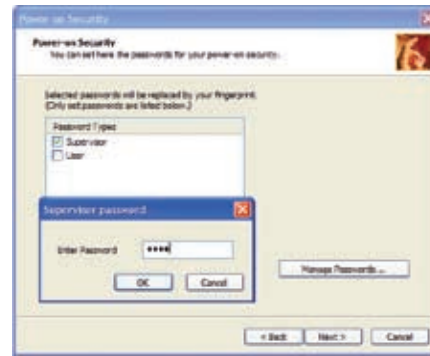 Power-on Security
Power-on Security
You can set here the passwords for your power-on security.
Selected passwords will be replaced by your fingerprint.
(Only set passwords are listed below.)
Password Types
Supervisor
User
Supervisor password
Enter Password ••••
OK Cancel
Manage Passwords...
< Back Next > Cancel